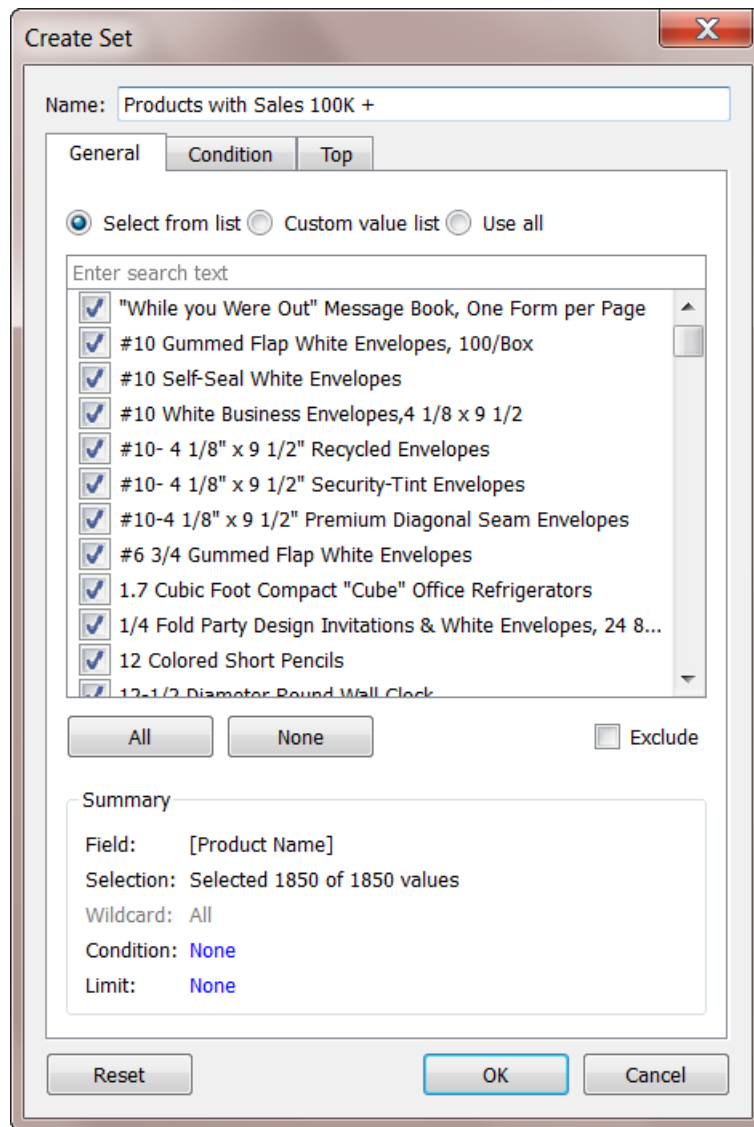 Create Set
Name: Products with Sales 100K +
General Condition Top
Select from list Custom value list Use all
Enter search text
"While you Were Out" Message Book, One Form per Page
#10 Gummed Flap White Envelopes, 100/Box
#10 Self-Seal White Envelopes
#10 White Business Envelopes,4 1/8 x 9 1/2
#10- 4 1/8" x 9 1/2" Recycled Envelopes
#10- 4 1/8" x 9 1/2" Security-Tint Envelopes
#10-4 1/8" x 9 1/2" Premium Diagonal Seam Envelopes
#6 3/4 Gummed Flap White Envelopes
1.7 Cubic Foot Compact "Cube" Office Refrigerators
1/4 Fold Party Design Invitations & White Envelopes, 24 8...
12 Colored Short Pencils
12-1/2 Diameter Round Wall Clock
All None Exclude
Summary
Field: [Product Name]
Selection: Selected 1850 of 1850 values
Wildcard: All
Condition: None
Limit: None
Reset OK Cancel